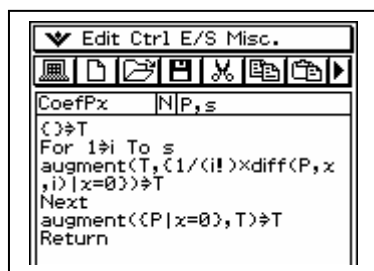 Edit Ctrl E/S Misc.
CoefPx N P,s
{}⇒T
For 1⇒i To s
augment(T,{1/(i!)×diff(P,x
,i)|x=0})⇒T
Next
augment({P|x=0},T)⇒T
Return